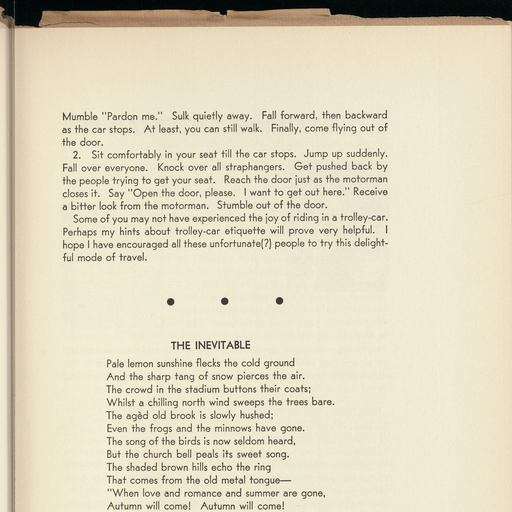 Mumble "Pardon me." Sulk quietly away. Fall forward, then backward
as the car stops. At least, you can still walk. Finally, come flying out of
the door.
2. Sit comfortably in your seat till the car stops. Jump up suddenly.
Fall over everyone. Knock over all straphangers. Get pushed back by
the people trying to get your seat. Reach the door just as the motorman
closes it. Say "Open the door, please. I want to get out here." Receive
a bitter look from the motorman. Stumble out of the door.
Some of you may not have experienced the joy of riding in a trolley-car.
Perhaps my hints about trolley-car etiquette will prove very helpful. I
hope I have encouraged all these unfortunate(?) people to try this delight-
ful mode of travel.
● ● ●
THE INEVITABLE
Pale lemon sunshine flecks the cold ground
And the sharp tang of snow pierces the air.
The crowd in the stadium buttons their coats;
Whilst a chilling north wind sweeps the trees bare.
The agèd old brook is slowly hushed;
Even the frogs and the minnows have gone.
The song of the birds is now seldom heard,
But the church bell peals its sweet song.
The shaded brown hills echo the ring
That comes from the old metal tongue—
"When love and romance and summer are gone,
Autumn will come! Autumn will come!